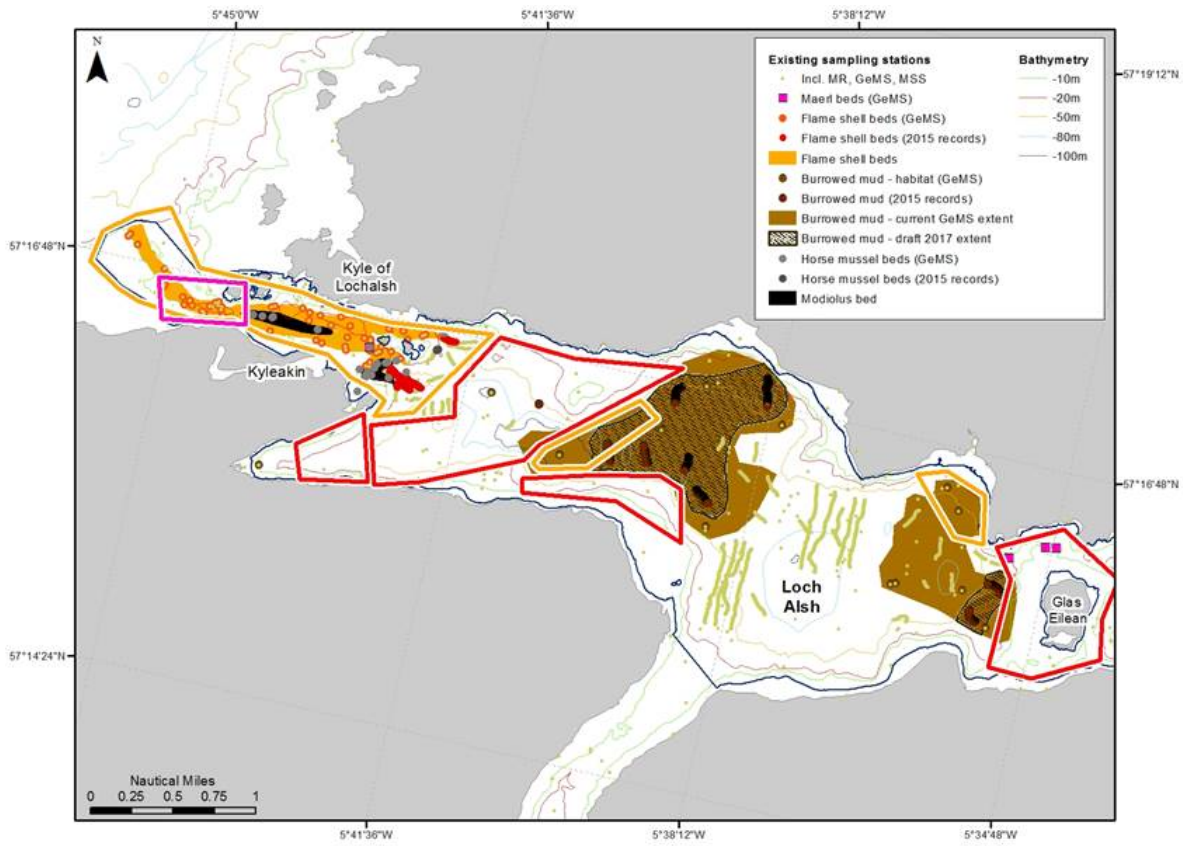 5°45'0"W
5°41'36"W
5°38'12"W
N
57°19'12"N
Existing sampling stations
Incl. MR, GeMS, MSS
Maerl beds (GeMS)
Flame shell beds (GeMS)
Flame shell beds (2015 records)
Flame shell beds
Burrowed mud - habitat (GeMS)
Burrowed mud (2015 records)
Burrowed mud - current GeMS extent
Burrowed mud - draft 2017 extent
Horse mussel beds (GeMS)
Horse mussel beds (2015 records)
Modiolus bed
Bathymetry
-10m
-20m
-50m
-80m
-100m
57°16'48"N
Kyle of
Lochalsh
Kyleakin
57°16'48"N
Loch
Alsh
Glas
Eilean
57°14'24"N
Nautical Miles
0 0.25 0.5 0.75 1
5°41'36"W
5°38'12"W
5°34'48"W